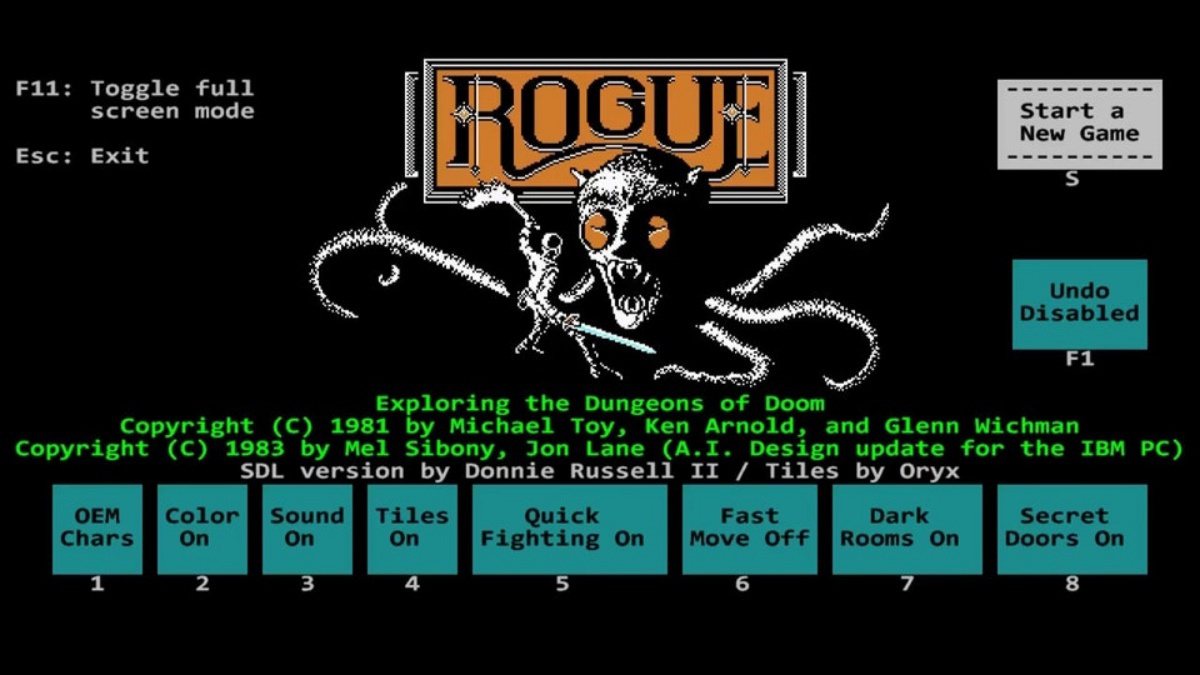 ROGUE
F11: Toggle full
screen mode
Esc: Exit
Start a
New Game
S
Undo
Disabled
F1
Exploring the Dungeons of Doom
Copyright (C) 1981 by Michael Toy, Ken Arnold, and Glenn Wichman
Copyright (C) 1983 by Mel Sibony, Jon Lane (A.I. Design update for the IBM PC)
SDL version by Donnie Russell II / Tiles by Oryx
OEM
Chars
1
Color
On
2
Sound
On
3
Tiles
On
4
Quick
Fighting On
5
Fast
Move Off
6
Dark
Rooms On
7
Secret
Doors On
8